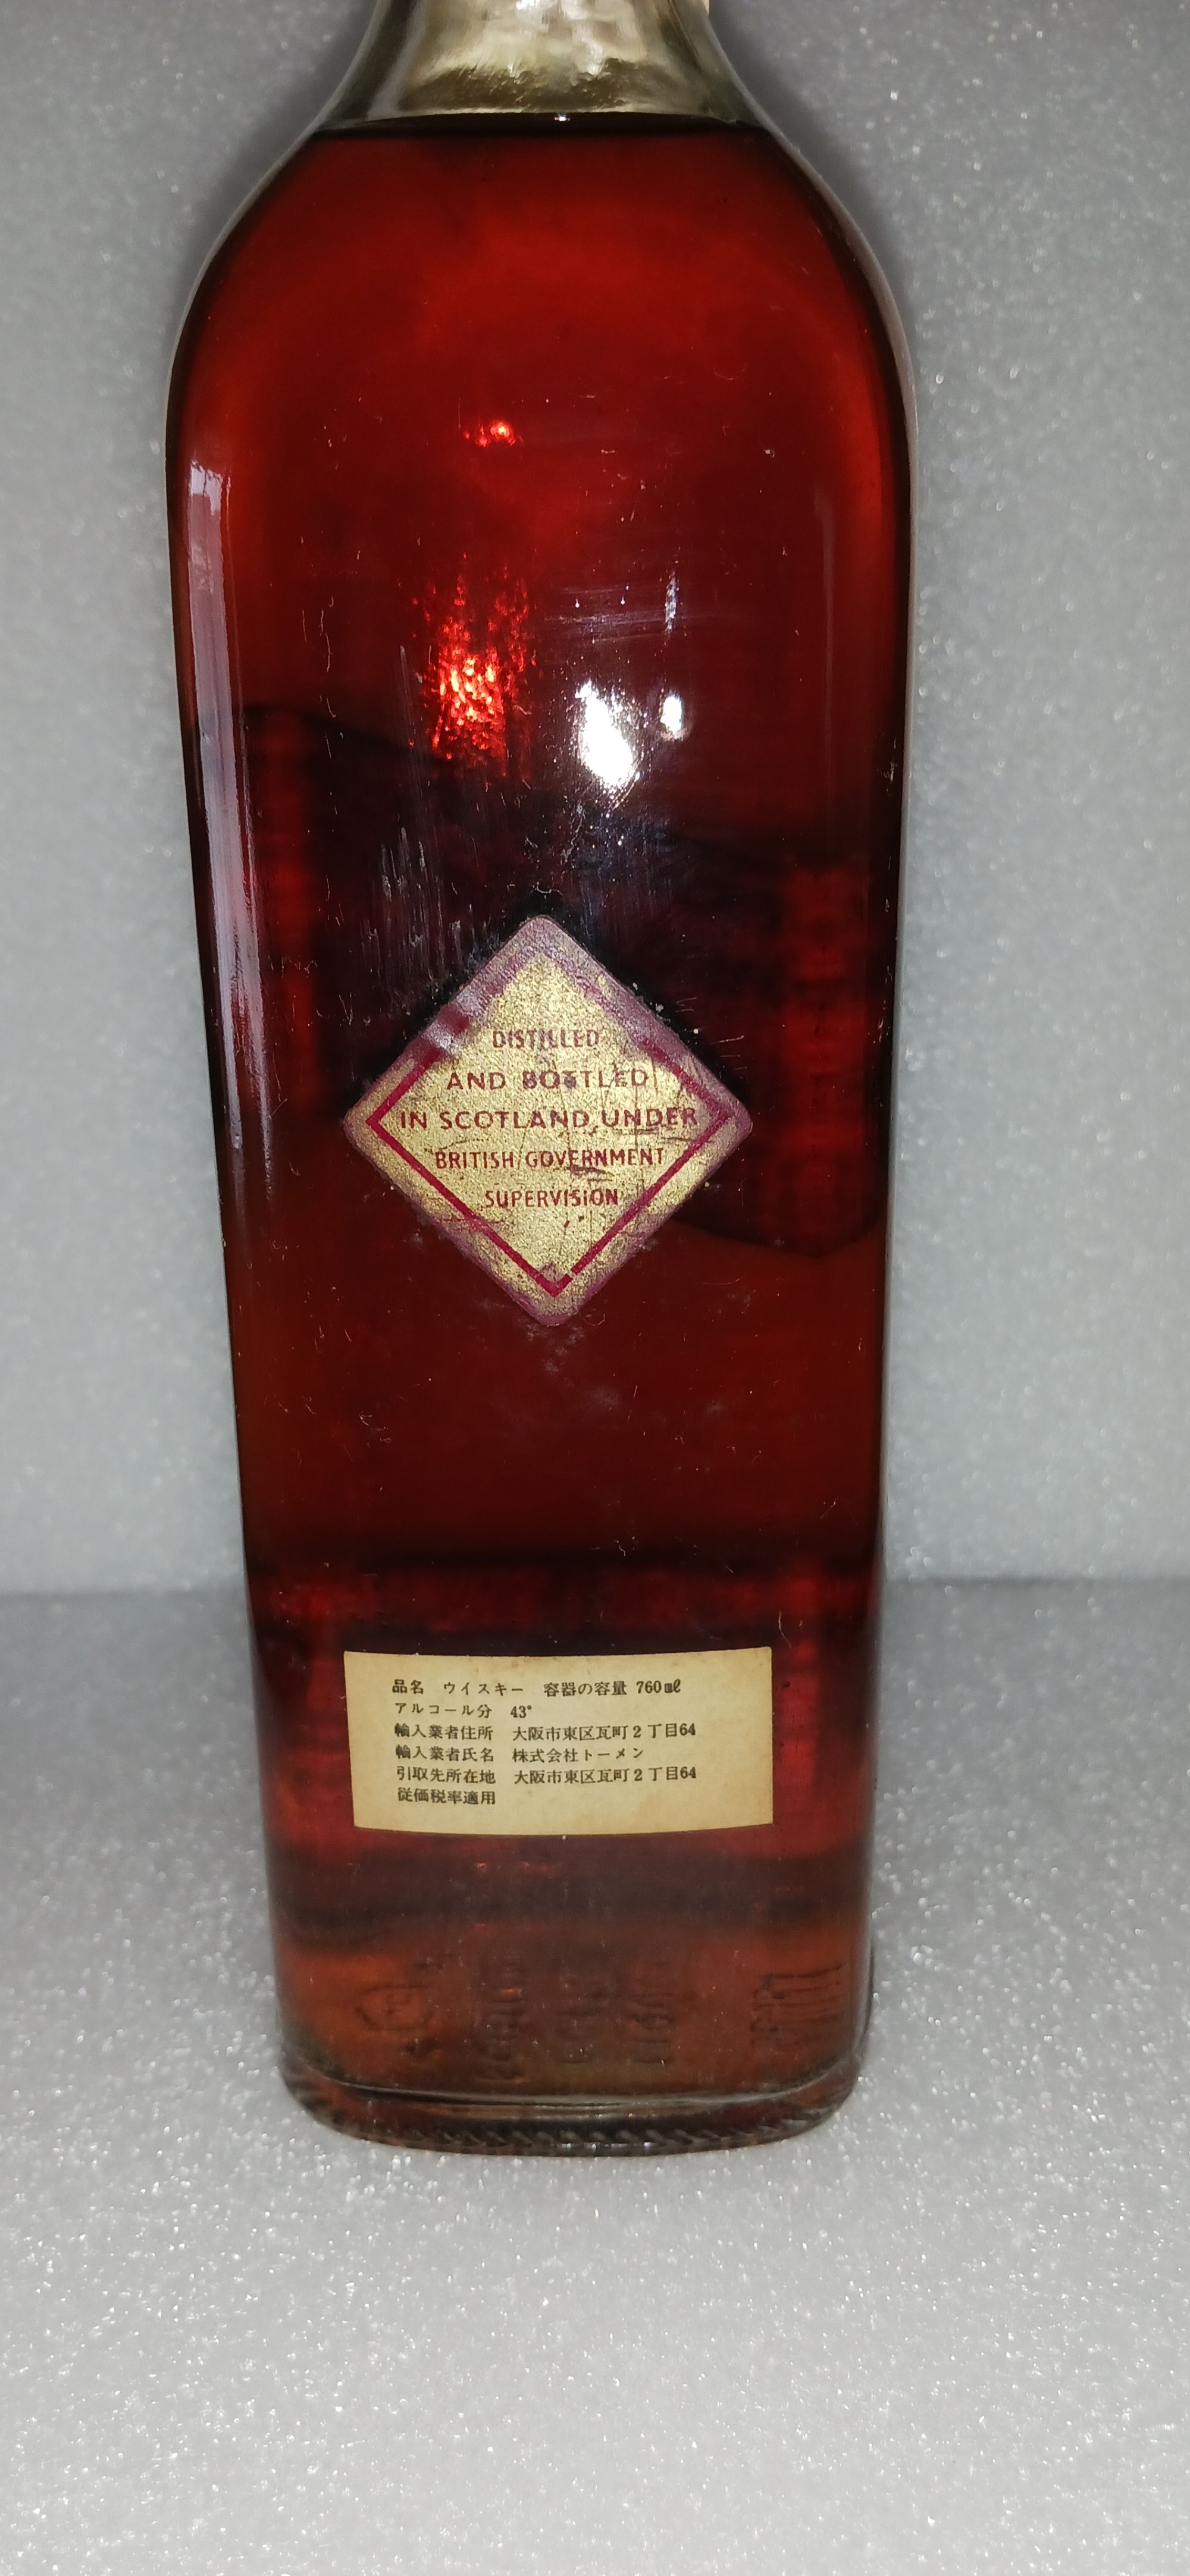 DISTILLED
AND BOTTLED
IN SCOTLAND UNDER
BRITISH GOVERNMENT
SUPERVISION
品名 ウイスキー 容器の容量 760㎖
アルコール分 43°
輸入業者住所 大阪市東区瓦町2丁目64
輸入業者氏名 株式会社トーメン
引取先所在地 大阪市東区瓦町2丁目64
従価税率適用